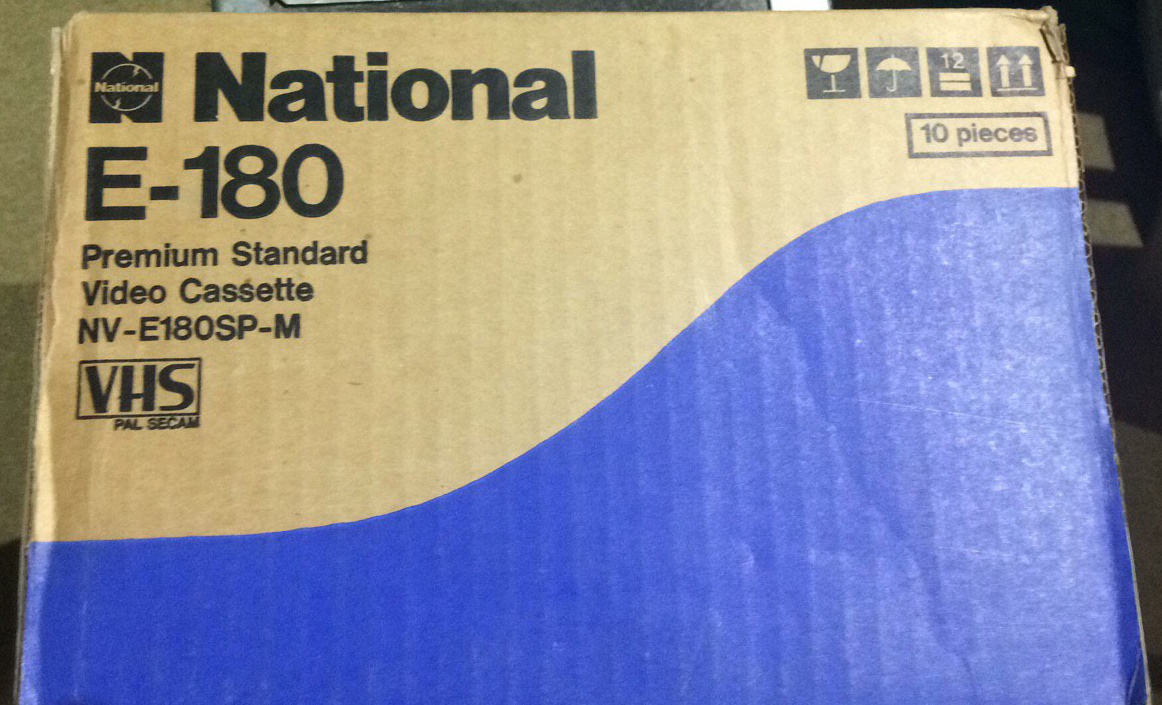 National
National
E-180
Premium Standard
Video Cassette
NV-E180SP-M
VHS
PAL SECAM
12
10 pieces